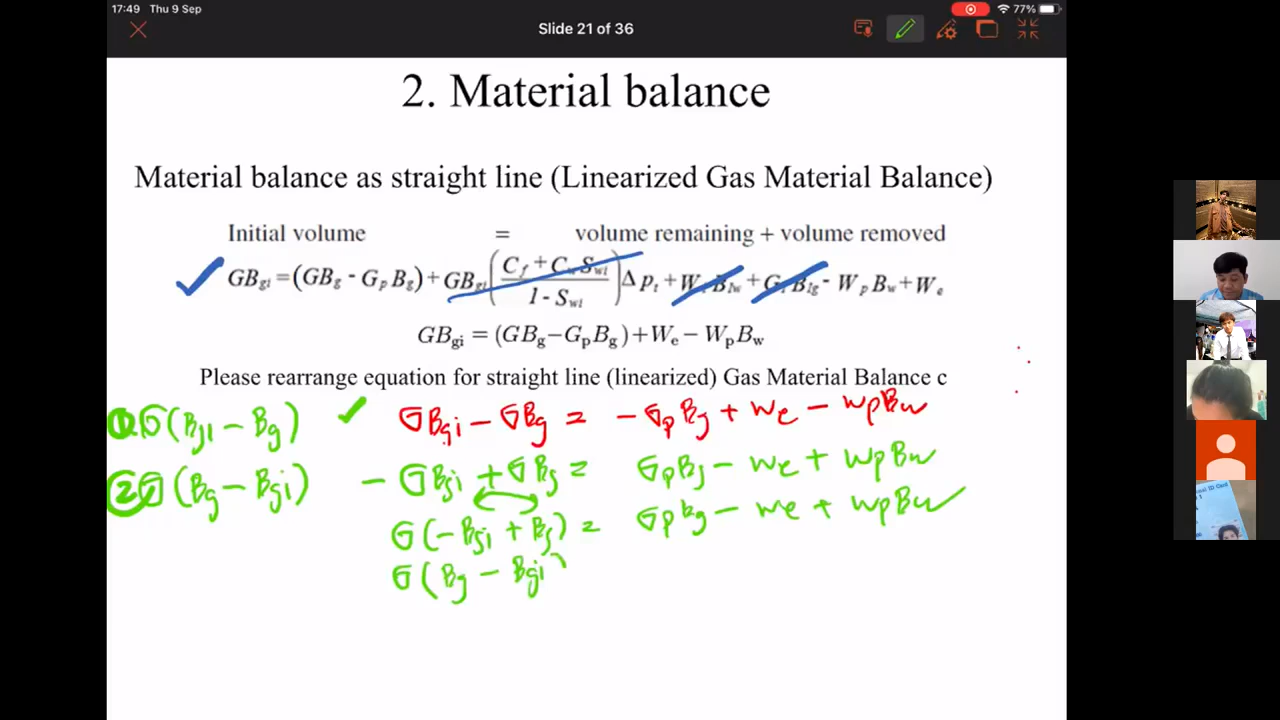 17:49 Thu 9 Sep
77%
Slide 21 of 36
2. Material balance
Material balance as straight line (Linearized Gas Material Balance)
Initial volume = volume remaining + volume removed
GBgi = (GBg - GpBg) + GBgi((Cf + CwSwi)/(1 - Swi))Δpt + W BIw + G BIg - WpBw + We
GBgi = (GBg − GpBg) + We − WpBw
Please rearrange equation for straight line (linearized) Gas Material Balance c
1. G(Bgi − Bg) ✓ GBgi − GBg = − GpBg + We − WpBw
2. G(Bg − Bgi) − GBgi + GBg = GpBg − We + WpBw
G(−Bgi + Bg) = GpBg − We + WpBw
G(Bg − Bgi)